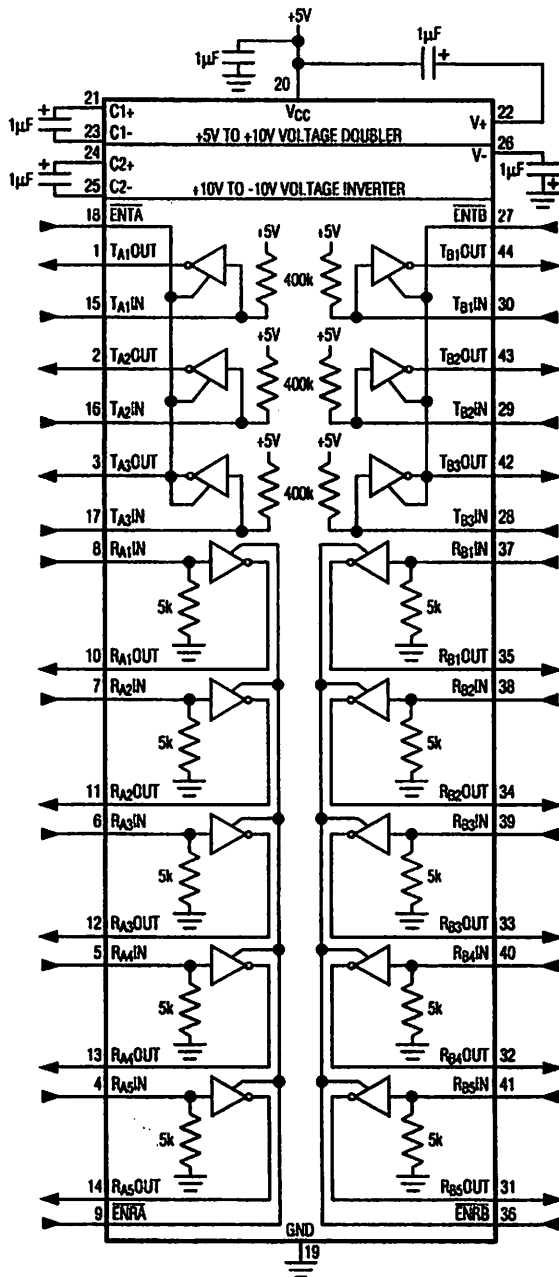 +5V
1µF
1µF
20
21 C1+ VCC V+ 22
1µF
23 C1- +5V TO +10V VOLTAGE DOUBLER
24 C2+ V- 26
1µF 1µF
25 C2- +10V TO -10V VOLTAGE INVERTER
18 ENTA ENTB 27
+5V +5V
1 TA1OUT TB1OUT 44
400k
15 TA1IN TB1IN 30
+5V +5V
2 TA2OUT TB2OUT 43
400k
16 TA2IN TB2IN 29
+5V +5V
3 TA3OUT TB3OUT 42
400k
17 TA3IN TB3IN 28
8 RA1IN RB1IN 37
5k 5k
10 RA1OUT RB1OUT 35
7 RA2IN RB2IN 38
5k 5k
11 RA2OUT RB2OUT 34
6 RA3IN RB3IN 39
5k 5k
12 RA3OUT RB3OUT 33
5 RA4IN RB4IN 40
5k 5k
13 RA4OUT RB4OUT 32
4 RA5IN RB5IN 41
5k 5k
14 RA5OUT RB5OUT 31
9 ENRA GND ENRB 36
19